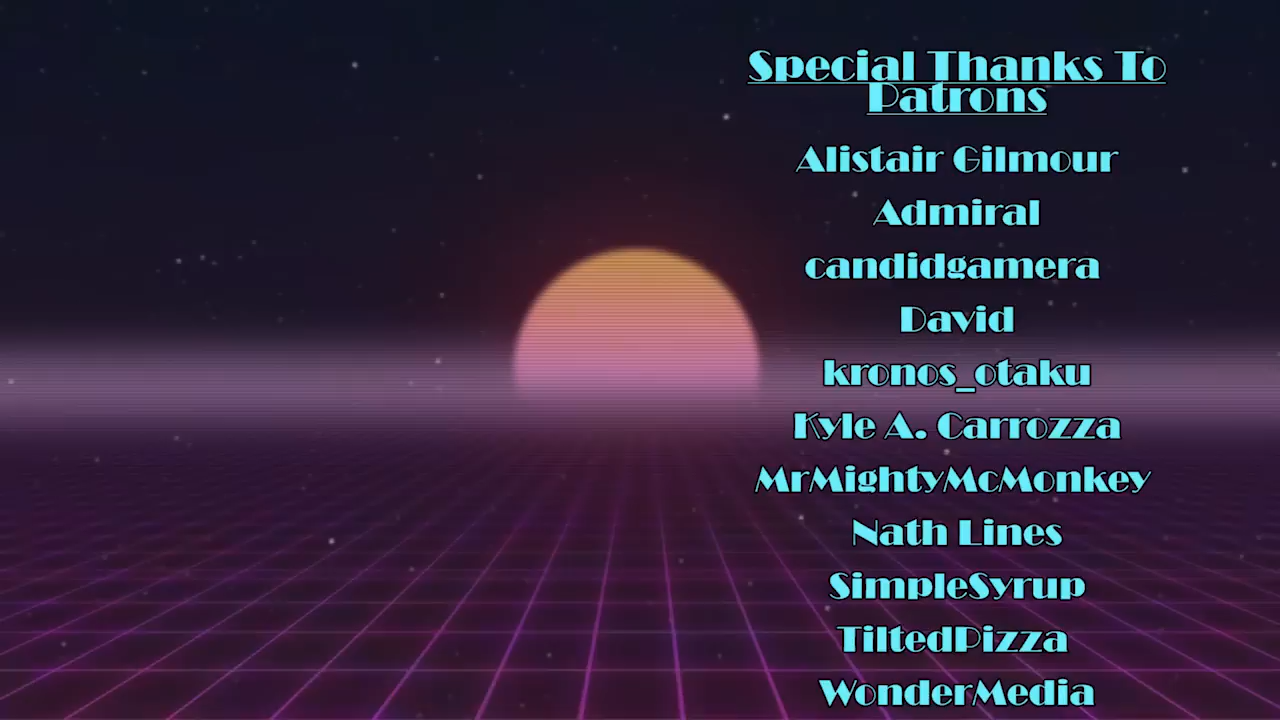 Special Thanks To
Patrons
Alistair Gilmour
Admiral
candidgamera
David
kronos_otaku
Kyle A. Carrozza
MrMightyMcMonkey
Nath Lines
SimpleSyrup
TiltedPizza
WonderMedia